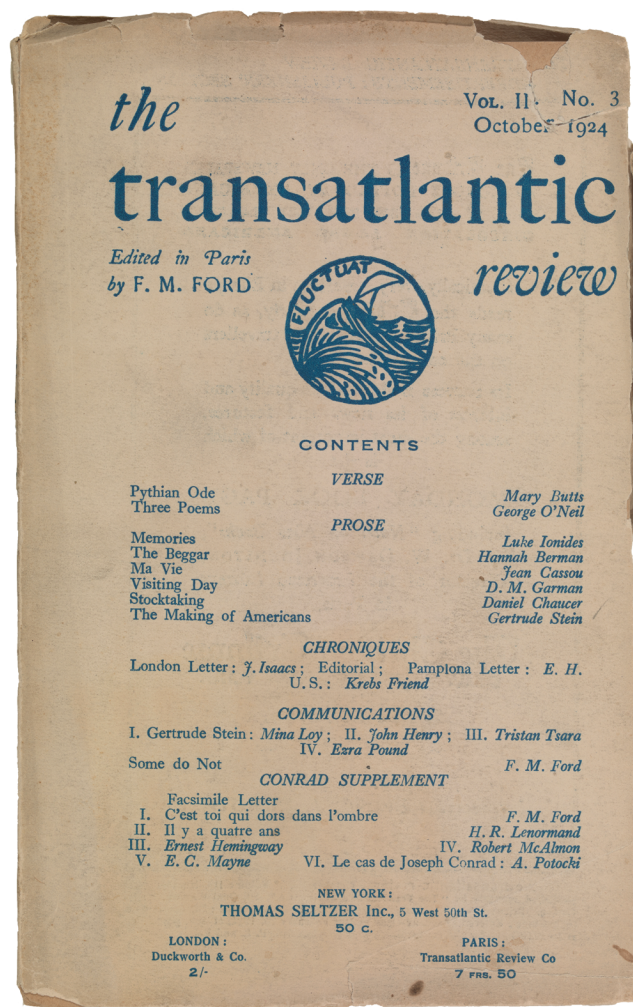 the
VOL. II. No. 3
October 1924
transatlantic
Edited in Paris
by F. M. FORD
review
FLUCTUAT
CONTENTS
VERSE
Pythian Ode Mary Butts
Three Poems George O'Neil
PROSE
Memories Luke Ionides
The Beggar Hannah Berman
Ma Vie Jean Cassou
Visiting Day D. M. Garman
Stocktaking Daniel Chaucer
The Making of Americans Gertrude Stein
CHRONIQUES
London Letter : J. Isaacs ; Editorial ; Pamplona Letter : E. H.
U. S. : Krebs Friend
COMMUNICATIONS
I. Gertrude Stein : Mina Loy ; II. John Henry ; III. Tristan Tsara
IV. Ezra Pound
Some do Not F. M. Ford
CONRAD SUPPLEMENT
Facsimile Letter
I. C'est toi qui dors dans l'ombre F. M. Ford
II. Il y a quatre ans H. R. Lenormand
III. Ernest Hemingway IV. Robert McAlmon
V. E. C. Mayne VI. Le cas de Joseph Conrad : A. Potocki
NEW YORK :
THOMAS SELTZER Inc., 5 West 50th St.
50 C.
LONDON :
Duckworth & Co.
2/-
PARIS :
Transatlantic Review Co
7 FRS. 50